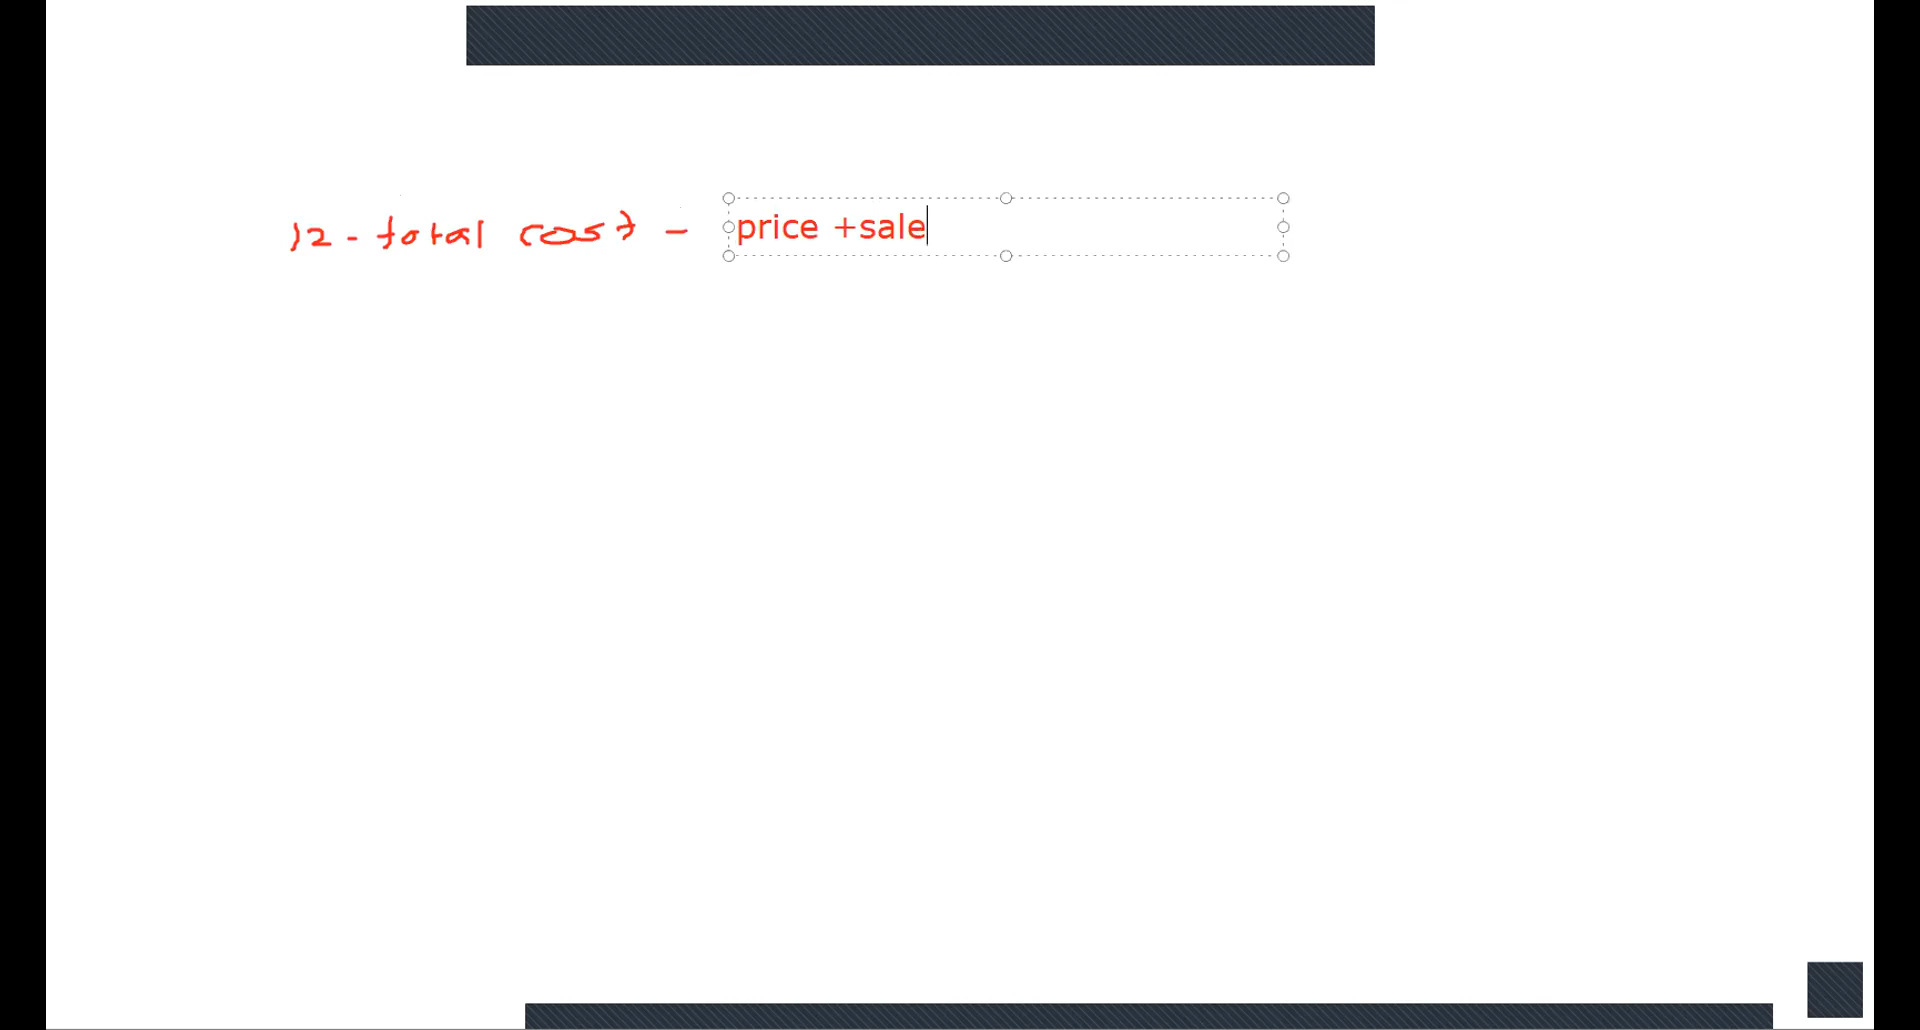 12 - total cost - price +sale